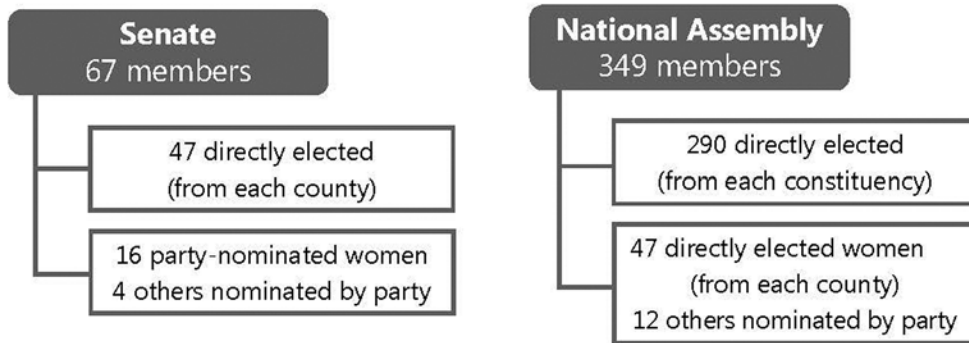 Senate
67 members
47 directly elected
(from each county)
16 party-nominated women
4 others nominated by party
National Assembly
349 members
290 directly elected
(from each constituency)
47 directly elected women
(from each county)
12 others nominated by party